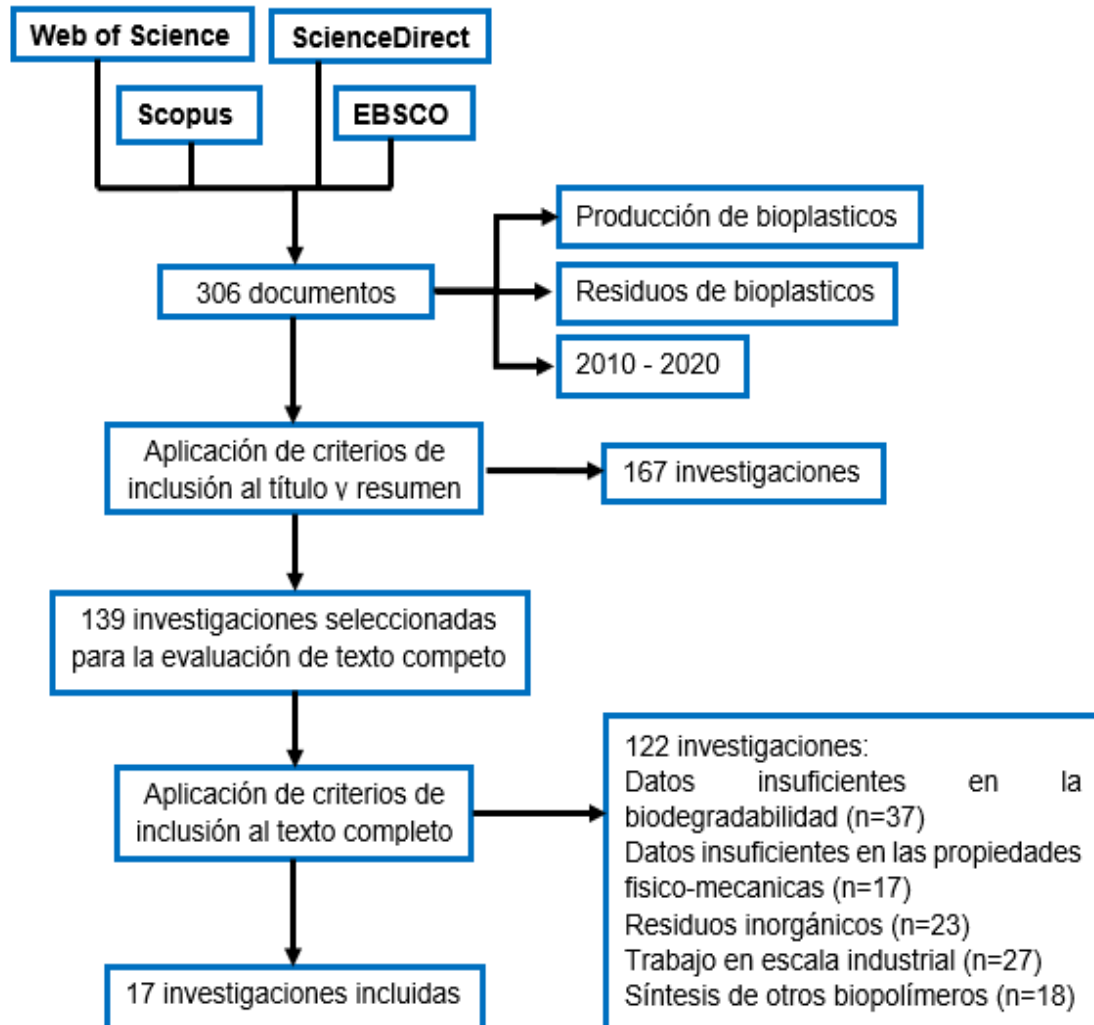 Web of Science
ScienceDirect
Scopus
EBSCO
306 documentos
Producción de bioplasticos
Residuos de bioplasticos
2010 - 2020
Aplicación de criterios de
inclusión al título y resumen
167 investigaciones
139 investigaciones seleccionadas
para la evaluación de texto competo
Aplicación de criterios de
inclusión al texto completo
122 investigaciones:
Datos insuficientes en la
biodegradabilidad (n=37)
Datos insuficientes en las propiedades
fisico-mecanicas (n=17)
Residuos inorgánicos (n=23)
Trabajo en escala industrial (n=27)
Síntesis de otros biopolímeros (n=18)
17 investigaciones incluidas